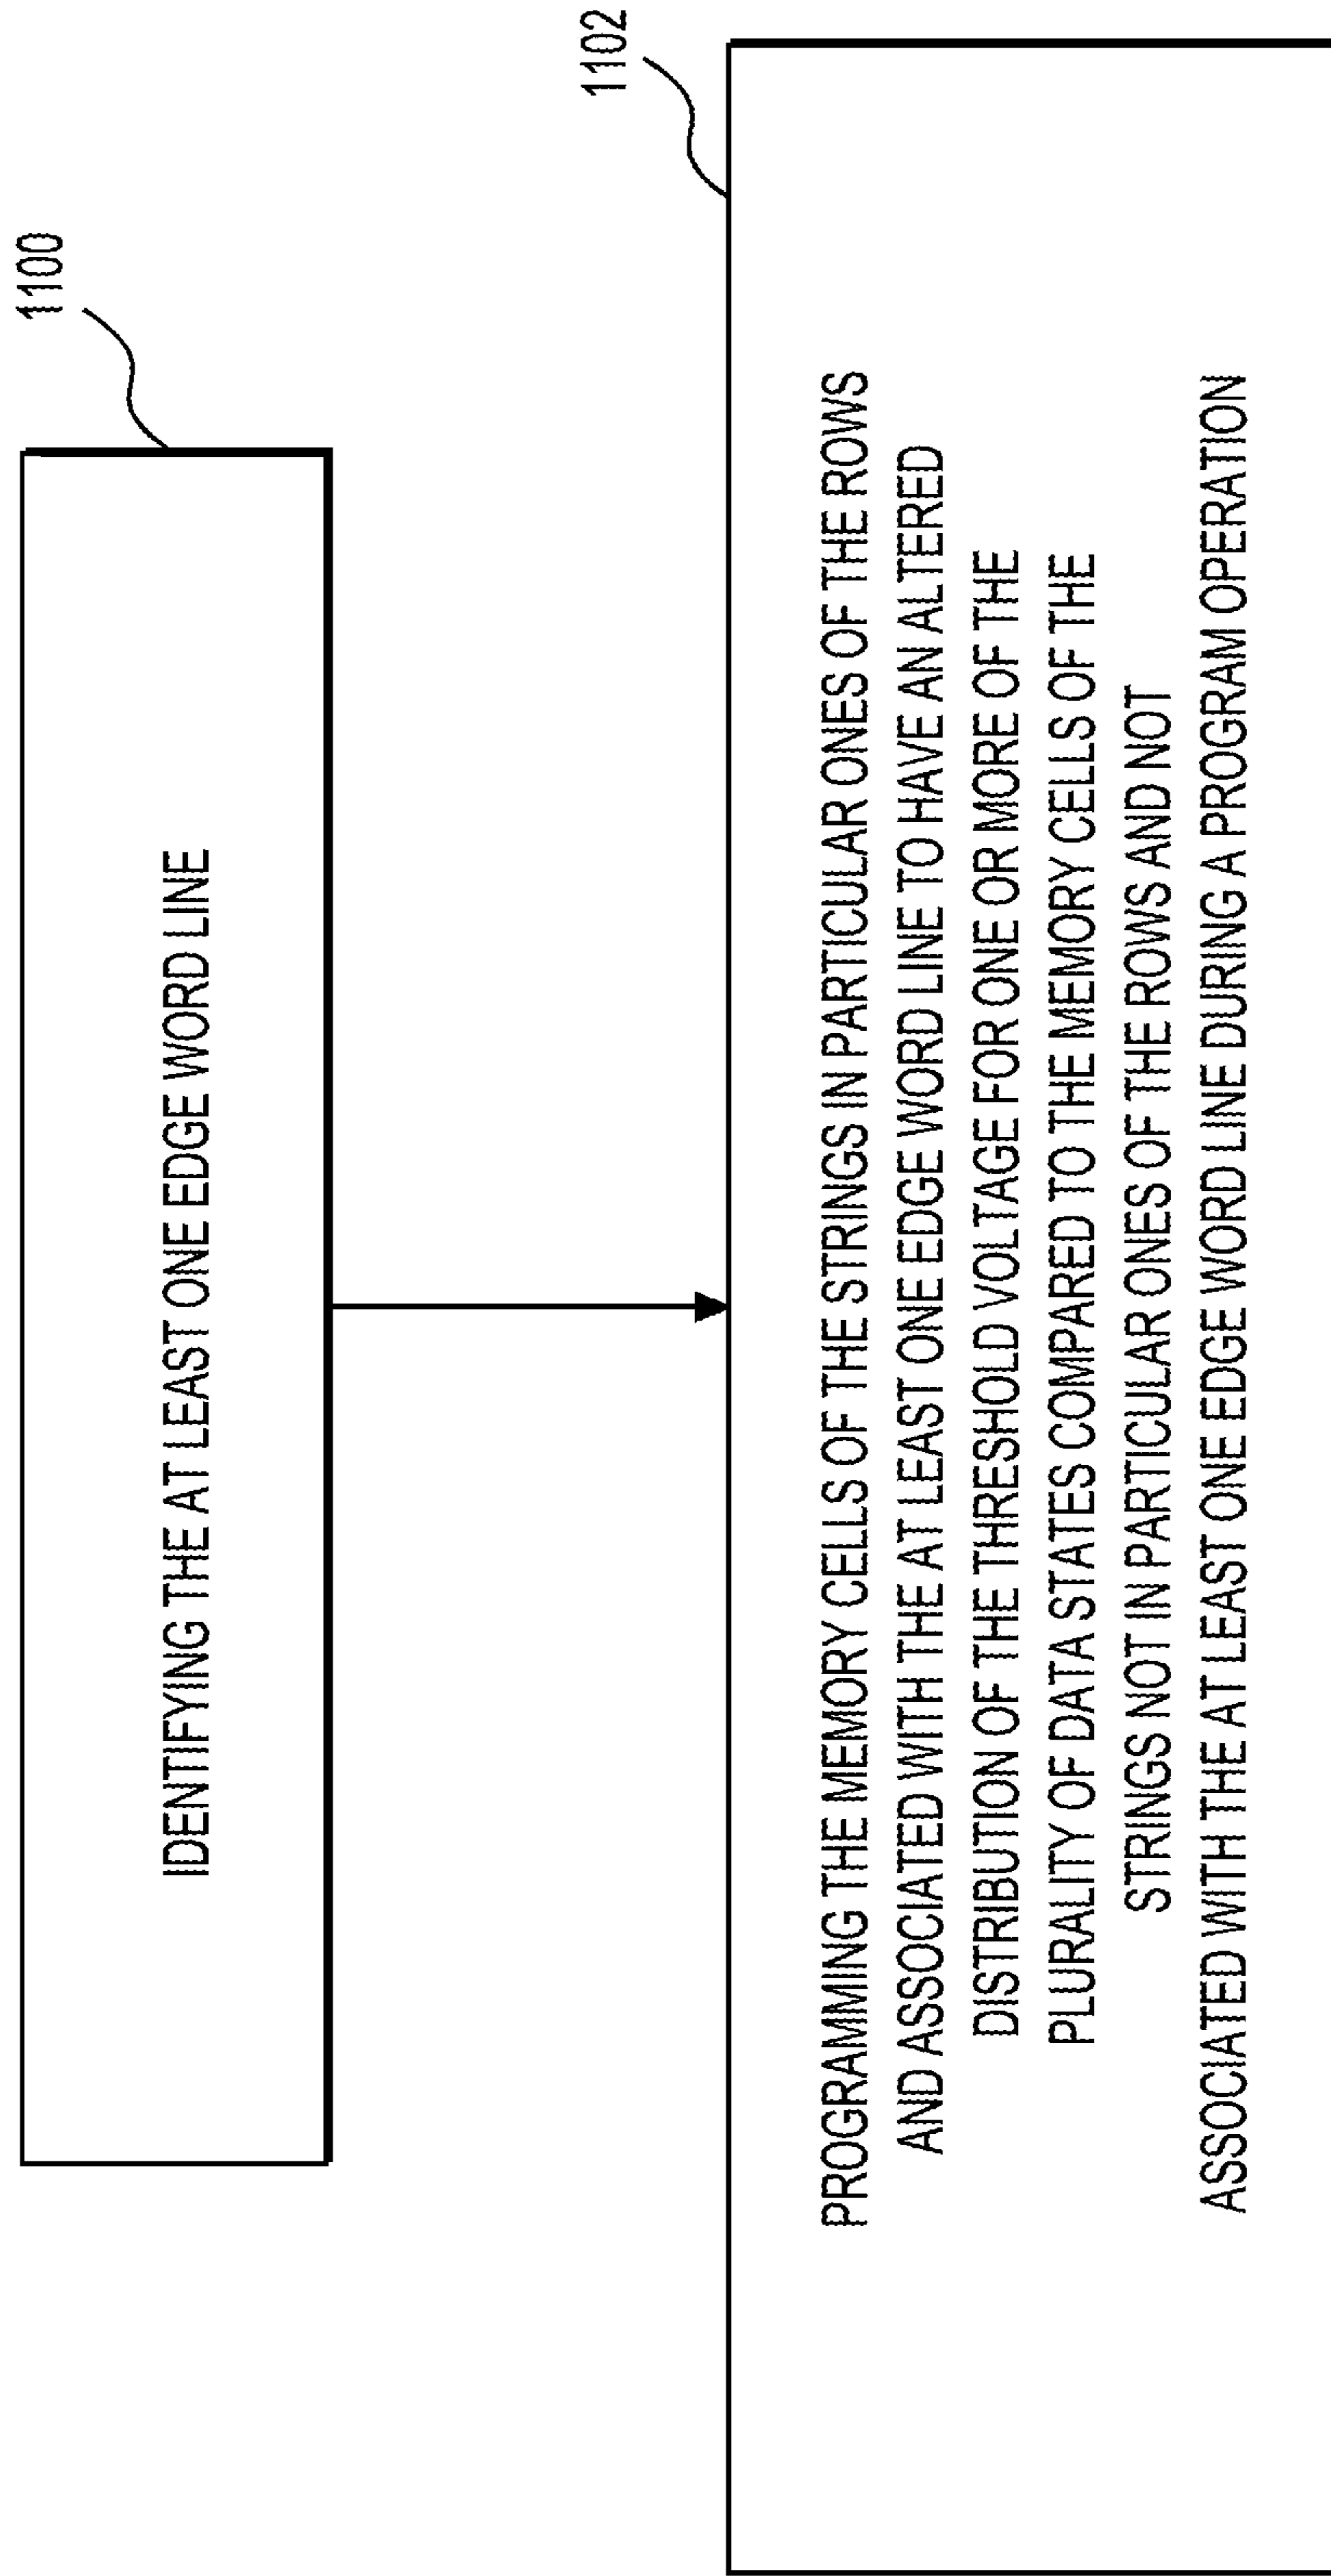 1100
IDENTIFYING THE AT LEAST ONE EDGE WORD LINE
1102
PROGRAMMING THE MEMORY CELLS OF THE STRINGS IN PARTICULAR ONES OF THE ROWS
AND ASSOCIATED WITH THE AT LEAST ONE EDGE WORD LINE TO HAVE AN ALTERED
DISTRIBUTION OF THE THRESHOLD VOLTAGE FOR ONE OR MORE OF THE
PLURALITY OF DATA STATES COMPARED TO THE MEMORY CELLS OF THE
STRINGS NOT IN PARTICULAR ONES OF THE ROWS AND NOT
ASSOCIATED WITH THE AT LEAST ONE EDGE WORD LINE DURING A PROGRAM OPERATION